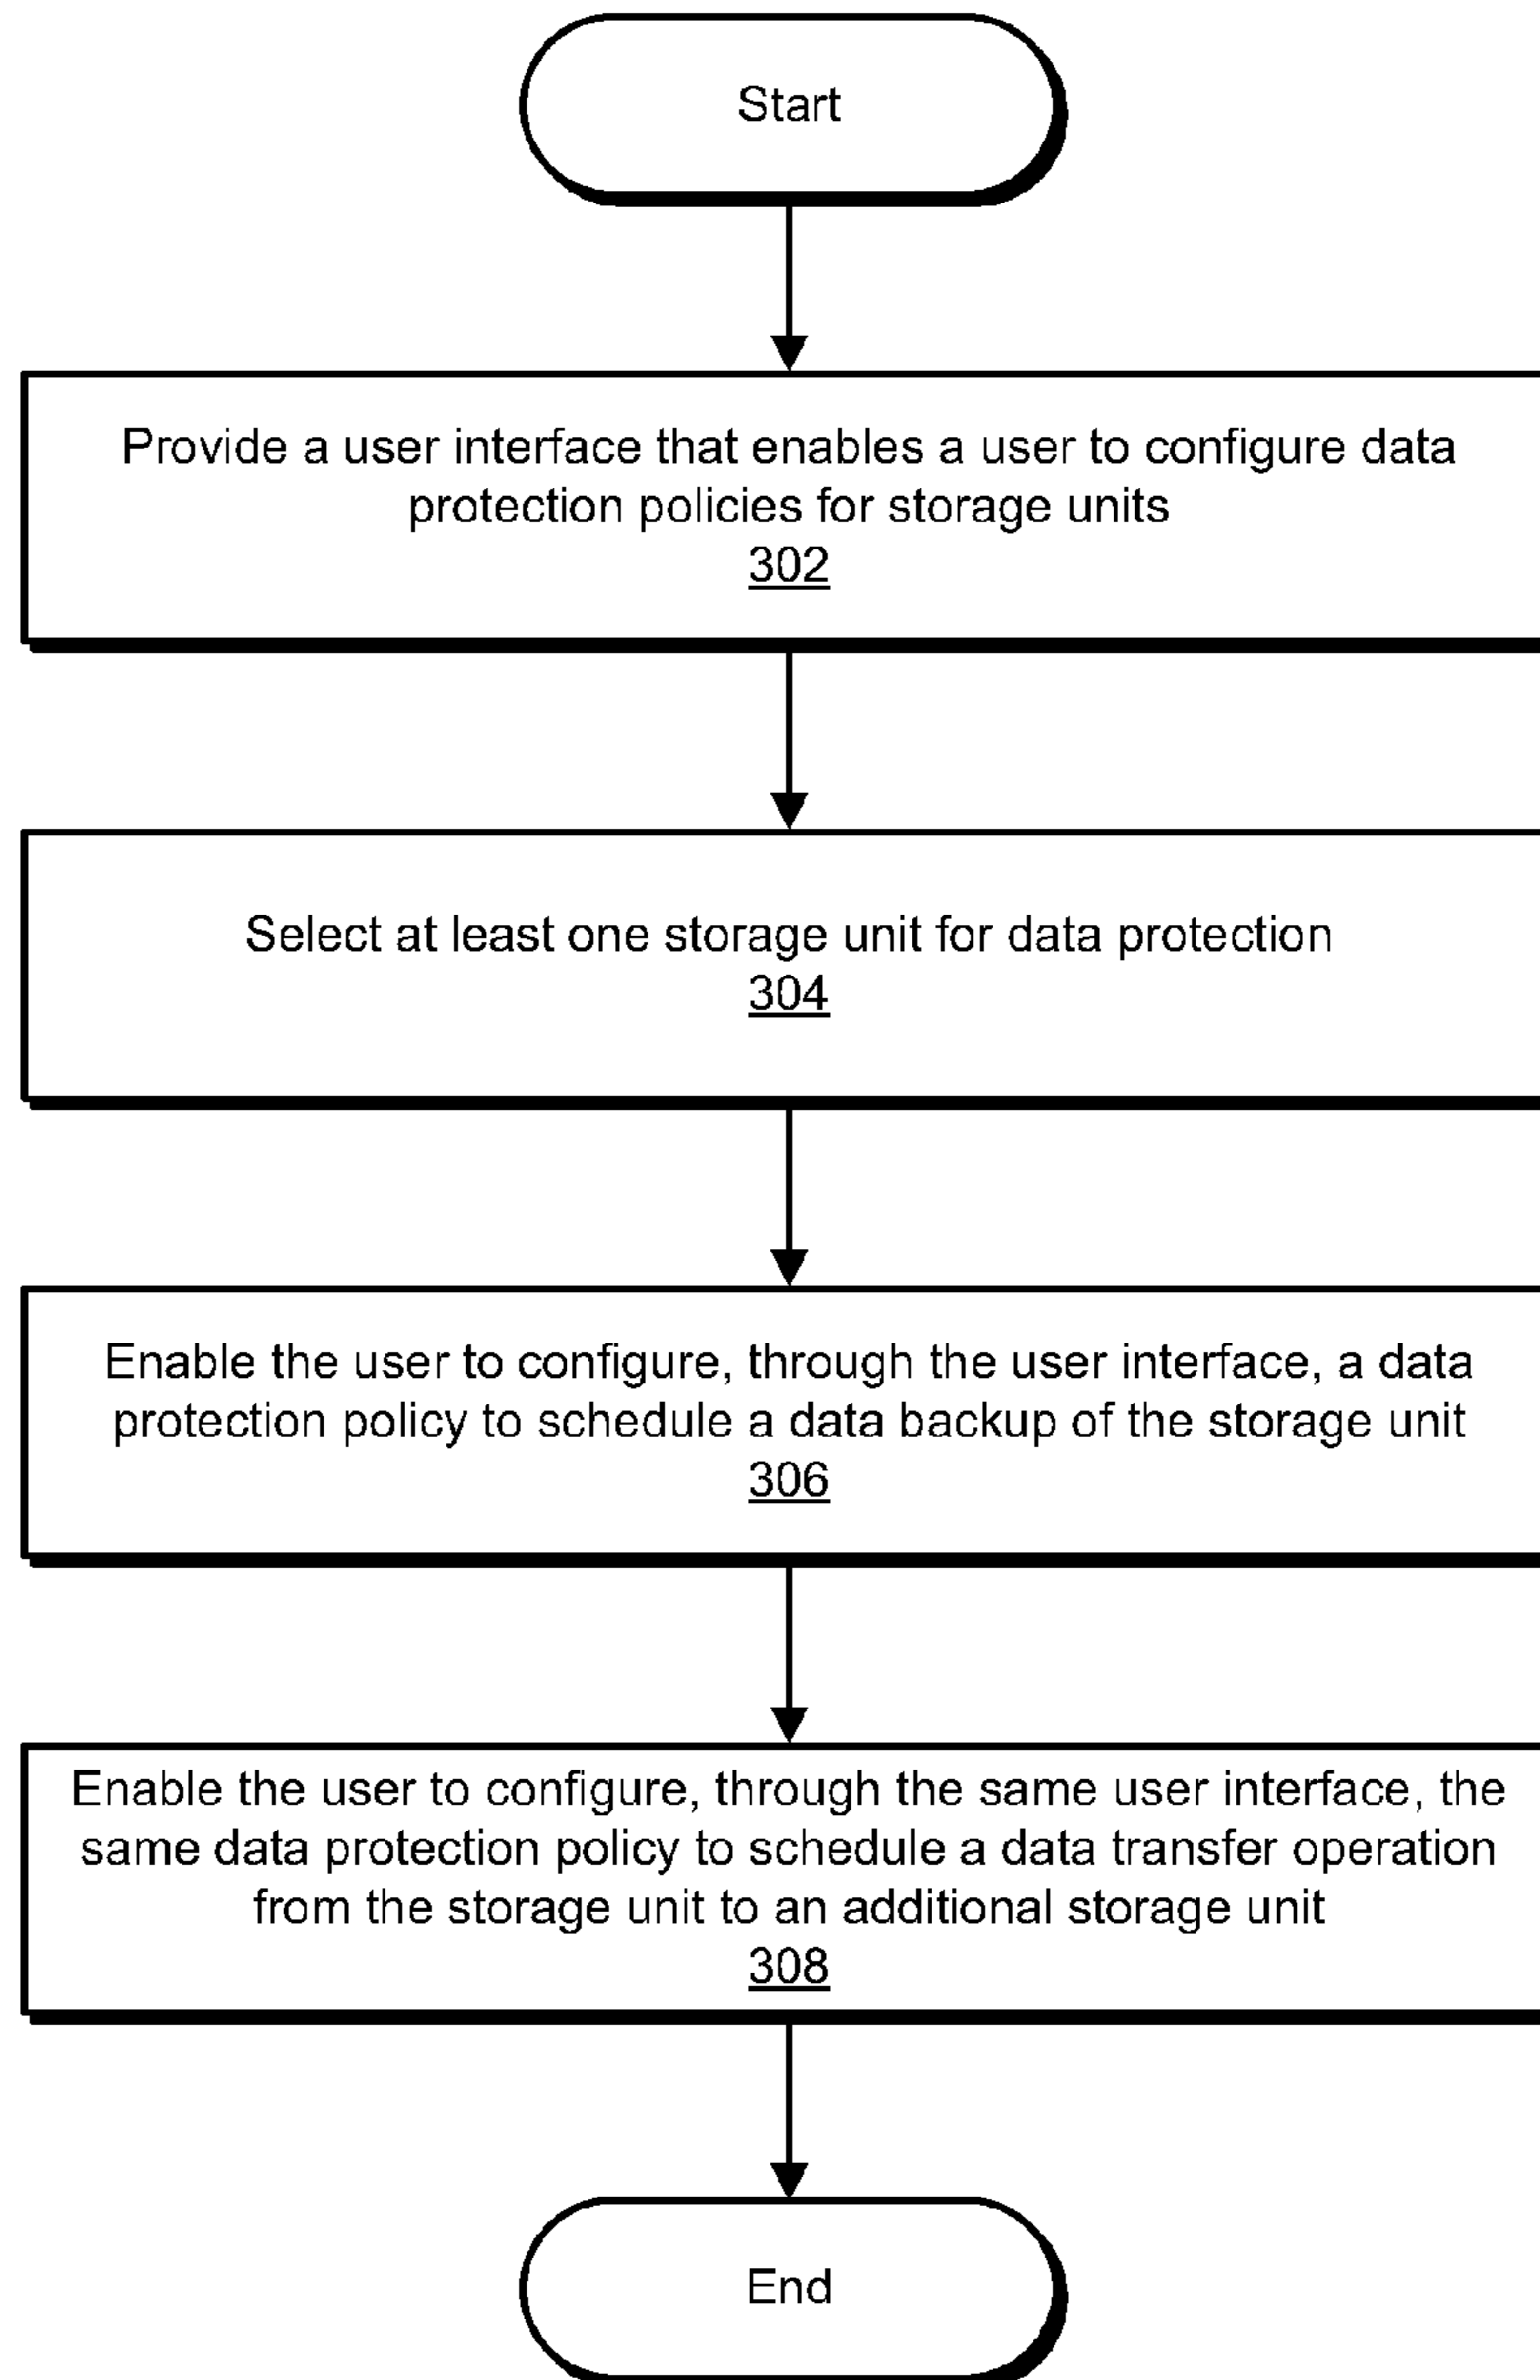 Start
Provide a user interface that enables a user to configure data
protection policies for storage units
302
Select at least one storage unit for data protection
304
Enable the user to configure, through the user interface, a data
protection policy to schedule a data backup of the storage unit
306
Enable the user to configure, through the same user interface, the
same data protection policy to schedule a data transfer operation
from the storage unit to an additional storage unit
308
End